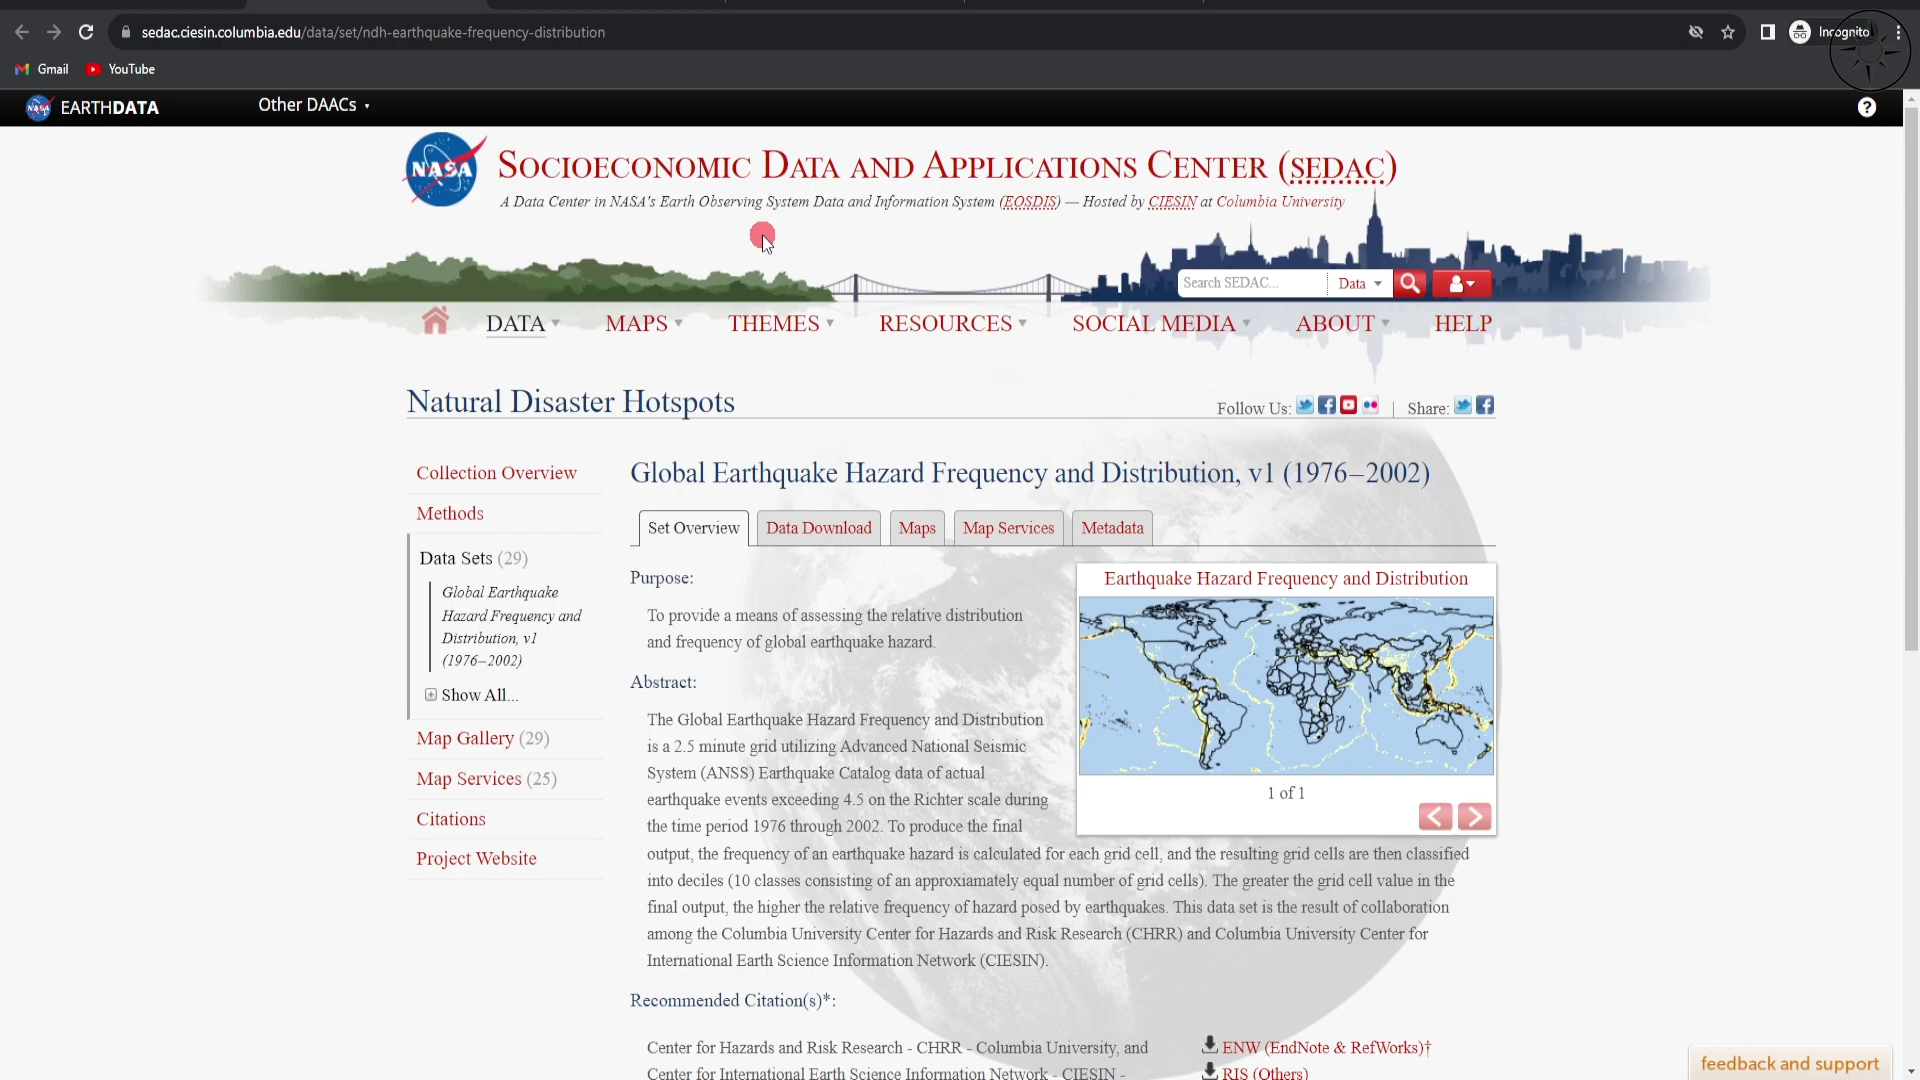 sedac.ciesin.columbia.edu/data/set/ndh-earthquake-frequency-distribution
Incognito
Gmail
YouTube
NASA EARTHDATA
Other DAACs
?
NASA
SOCIOECONOMIC DATA AND APPLICATIONS CENTER (SEDAC)
A Data Center in NASA's Earth Observing System Data and Information System (EOSDIS) — Hosted by CIESIN at Columbia University
Search SEDAC...
Data
DATA
MAPS
THEMES
RESOURCES
SOCIAL MEDIA
ABOUT
HELP
Natural Disaster Hotspots
Follow Us:
| Share:
Collection Overview
Methods
Data Sets (29)
Global Earthquake
Hazard Frequency and
Distribution, v1
(1976–2002)
Show All...
Map Gallery (29)
Map Services (25)
Citations
Project Website
Global Earthquake Hazard Frequency and Distribution, v1 (1976–2002)
Set Overview
Data Download
Maps
Map Services
Metadata
Purpose:
To provide a means of assessing the relative distribution
and frequency of global earthquake hazard.
Abstract:
The Global Earthquake Hazard Frequency and Distribution
is a 2.5 minute grid utilizing Advanced National Seismic
System (ANSS) Earthquake Catalog data of actual
earthquake events exceeding 4.5 on the Richter scale during
the time period 1976 through 2002. To produce the final
output, the frequency of an earthquake hazard is calculated for each grid cell, and the resulting grid cells are then classified
into deciles (10 classes consisting of an approxiamately equal number of grid cells). The greater the grid cell value in the
final output, the higher the relative frequency of hazard posed by earthquakes. This data set is the result of collaboration
among the Columbia University Center for Hazards and Risk Research (CHRR) and Columbia University Center for
International Earth Science Information Network (CIESIN).
Earthquake Hazard Frequency and Distribution
1 of 1
Recommended Citation(s)*:
Center for Hazards and Risk Research - CHRR - Columbia University, and
Center for International Earth Science Information Network - CIESIN -
ENW (EndNote & RefWorks)†
RIS (Others)
feedback and support